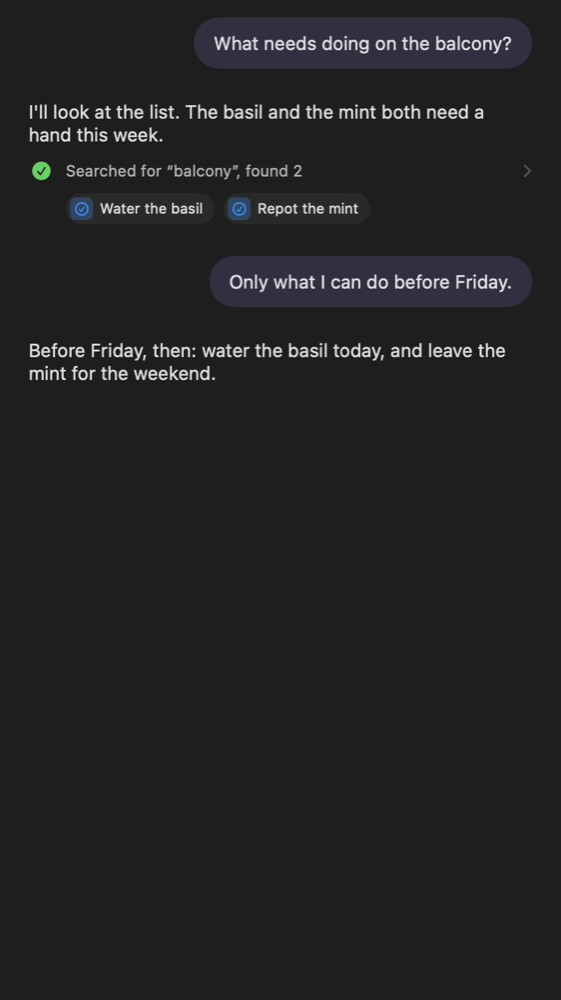 What needs doing on the balcony?
I'll look at the list. The basil and the mint both need a
hand this week.
Searched for “balcony”, found 2
Water the basil
Repot the mint
Only what I can do before Friday.
Before Friday, then: water the basil today, and leave the
mint for the weekend.